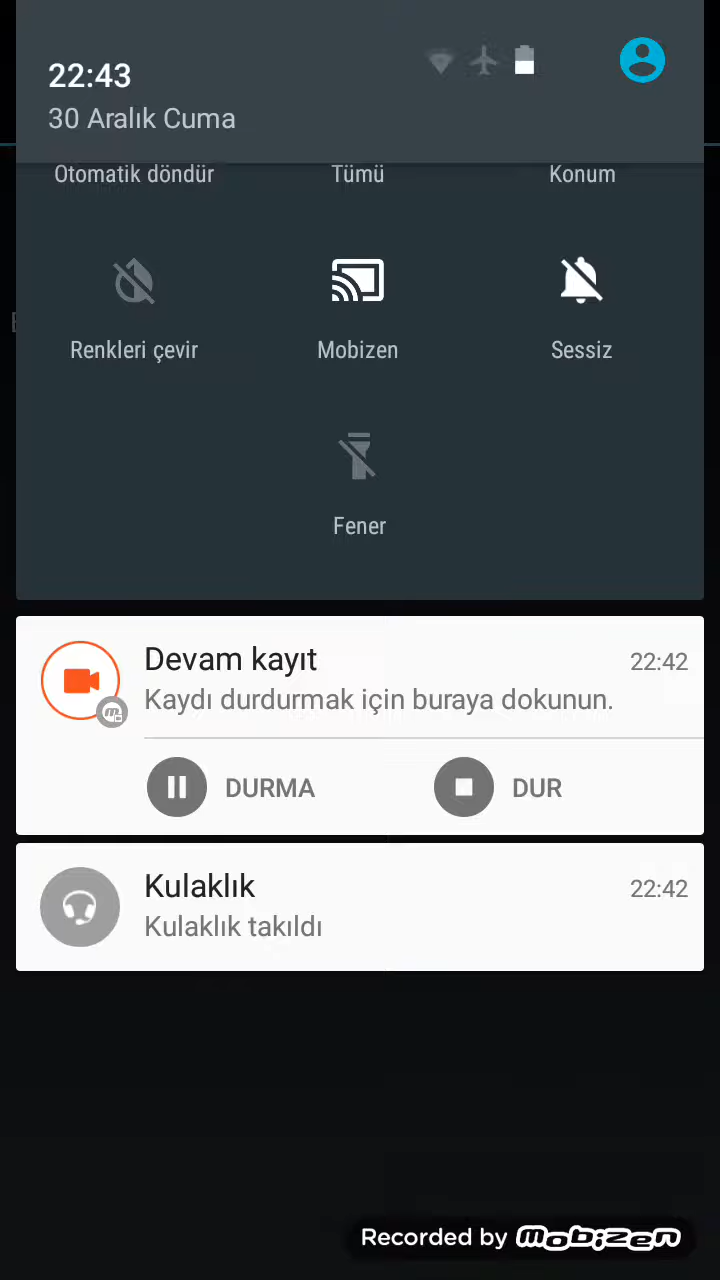 22:43
30 Aralık Cuma
Otomatik döndür
Tümü
Konum
Renkleri çevir
Mobizen
Sessiz
Fener
Devam kayıt
22:42
Kaydı durdurmak için buraya dokunun.
DURMA
DUR
Kulaklık
22:42
Kulaklık takıldı
Recorded by mobizen